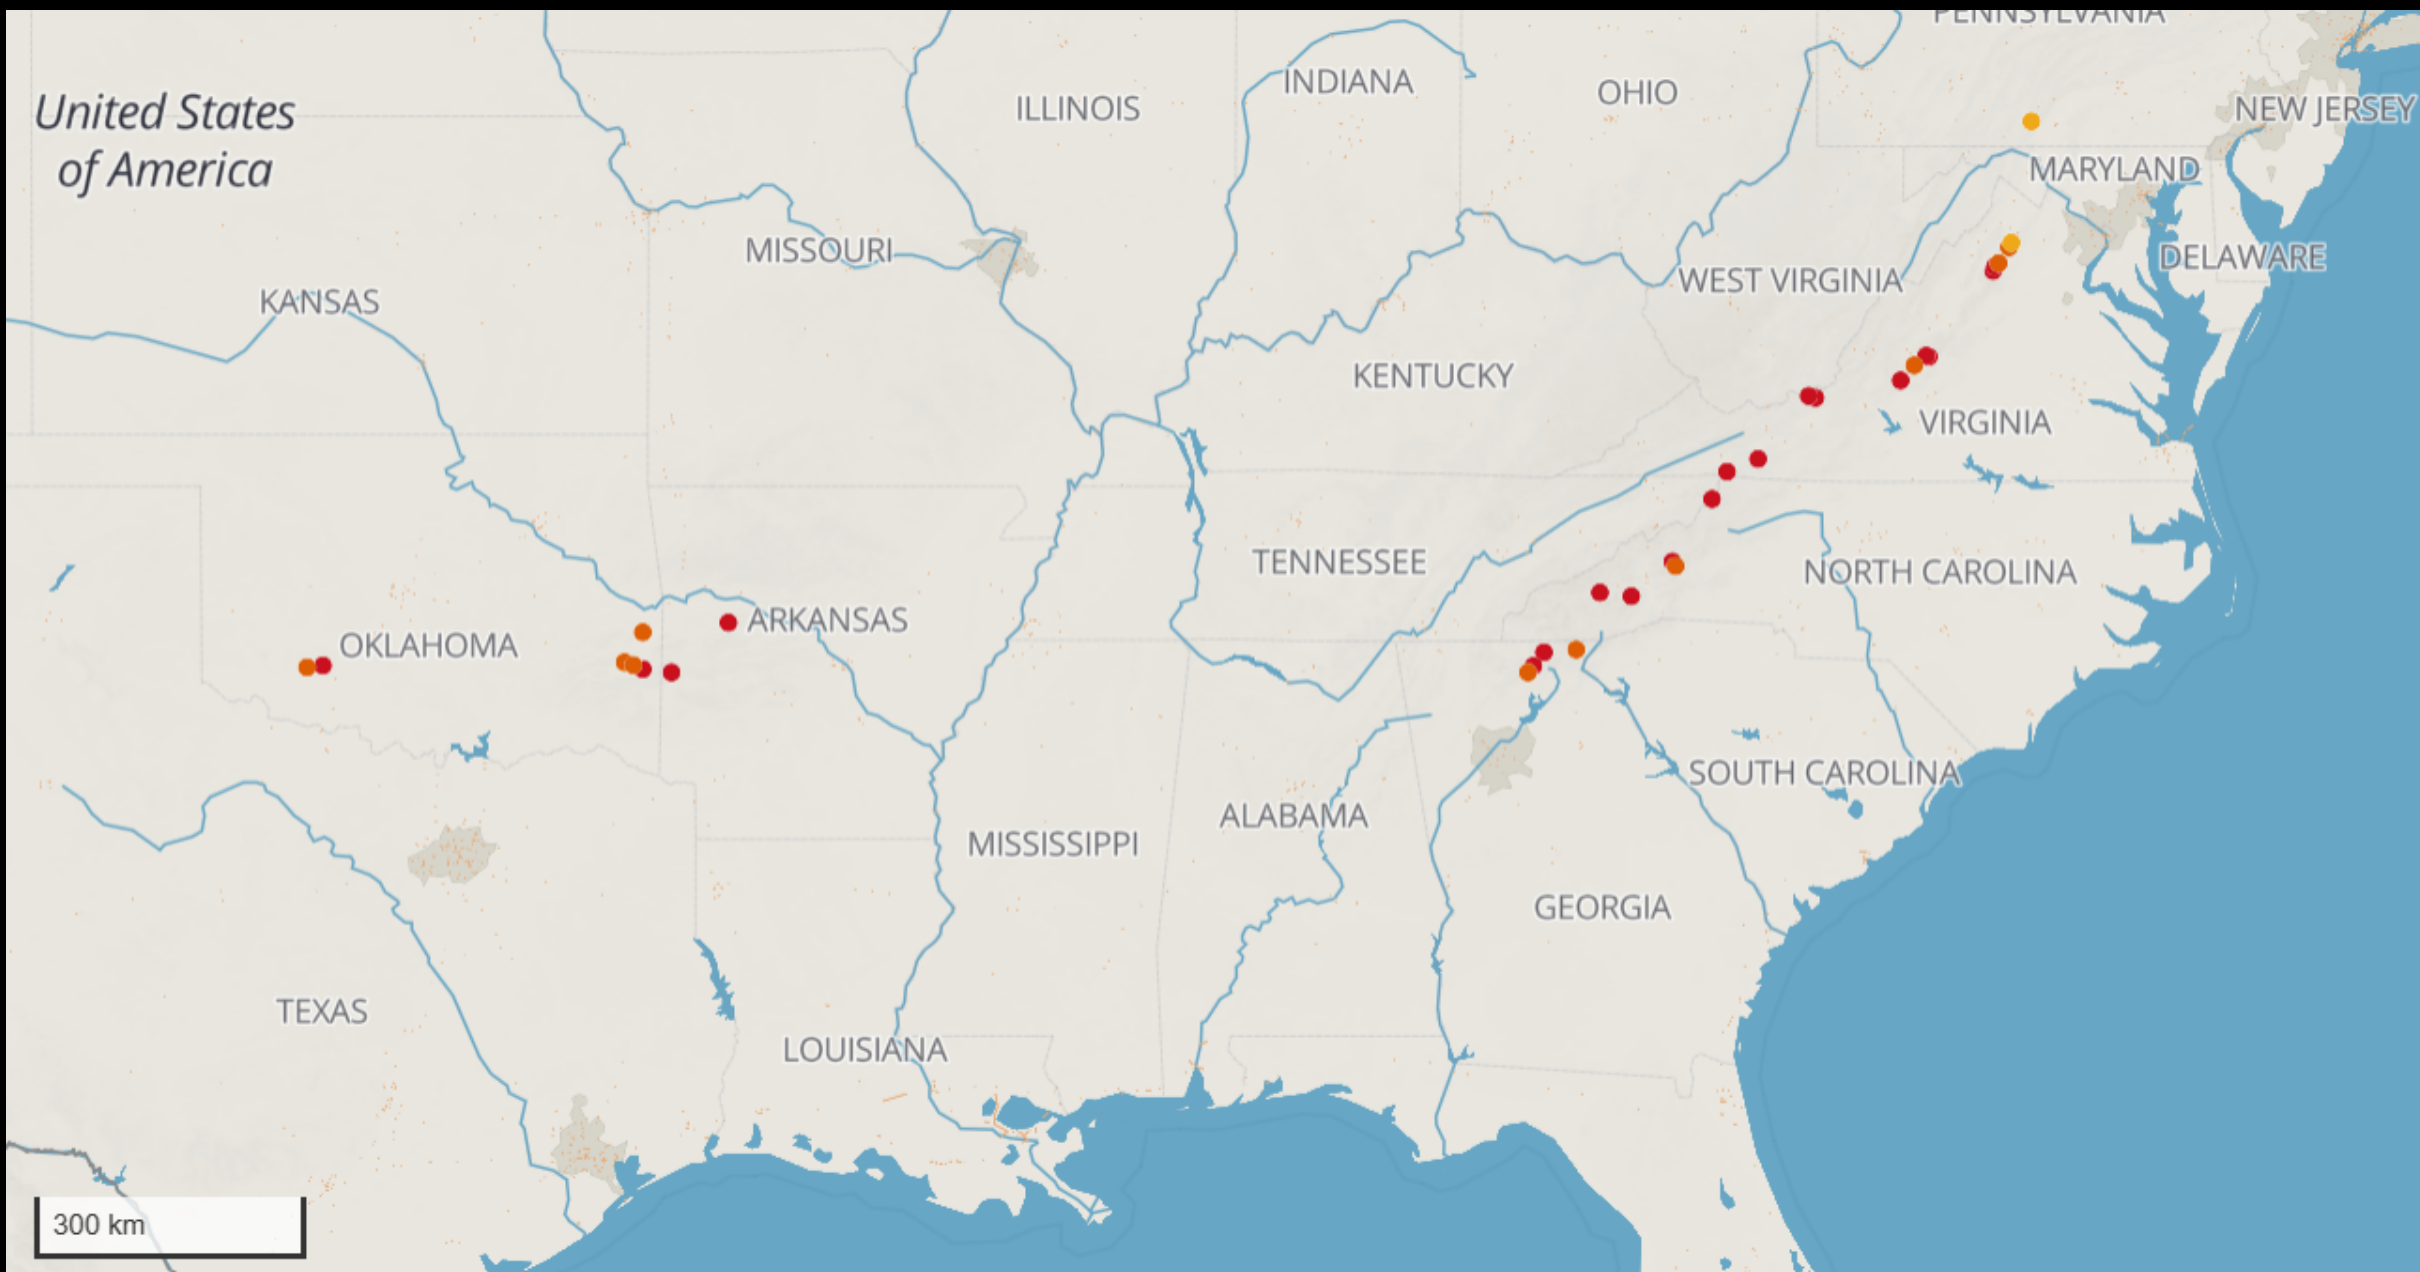 PENNSYLVANIA
United States
of America
ILLINOIS
INDIANA
OHIO
NEW JERSEY
MARYLAND
MISSOURI
WEST VIRGINIA
DELAWARE
KANSAS
KENTUCKY
VIRGINIA
TENNESSEE
NORTH CAROLINA
OKLAHOMA
ARKANSAS
SOUTH CAROLINA
MISSISSIPPI
ALABAMA
GEORGIA
TEXAS
LOUISIANA
300 km